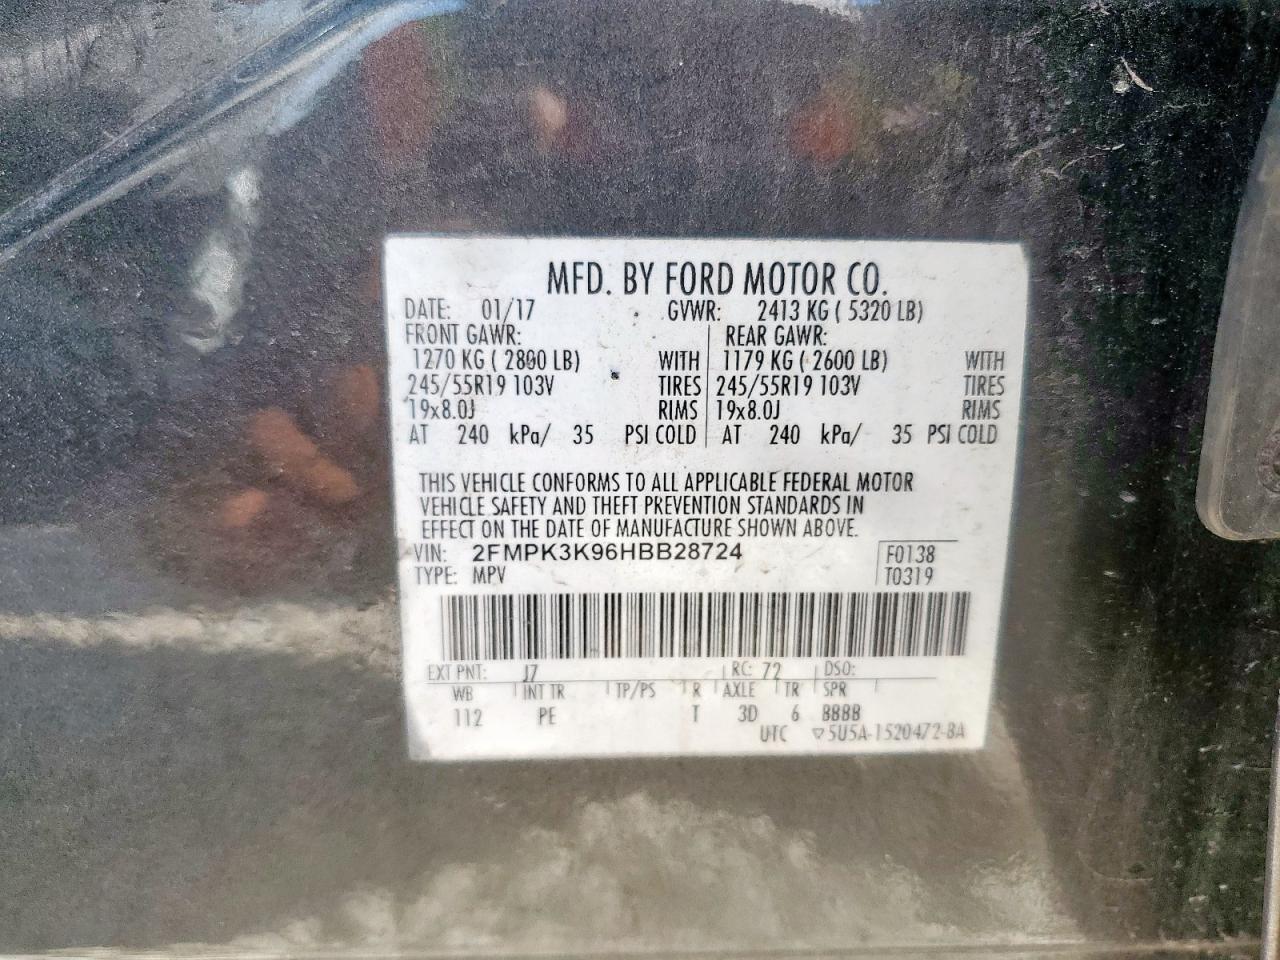 MFD. BY FORD MOTOR CO.
DATE: 01/17 GVWR: 2413 KG ( 5320 LB)
FRONT GAWR: REAR GAWR:
1270 KG ( 2800 LB) WITH 1179 KG ( 2600 LB) WITH
245/55R19 103V TIRES 245/55R19 103V TIRES
19x8.0J RIMS 19x8.0J RIMS
AT 240 kPa/ 35 PSI COLD AT 240 kPa/ 35 PSI COLD
THIS VEHICLE CONFORMS TO ALL APPLICABLE FEDERAL MOTOR
VEHICLE SAFETY AND THEFT PREVENTION STANDARDS IN
EFFECT ON THE DATE OF MANUFACTURE SHOWN ABOVE.
VIN: 2FMPK3K96HBB28724 F0138
TYPE: MPV T0319
EXT PNT: J7 RC: 72 DSO:
WB INT TR TP/PS R AXLE TR SPR
112 PE T 3D 6 BBBB
UTC ▽5U5A-1520472-BA